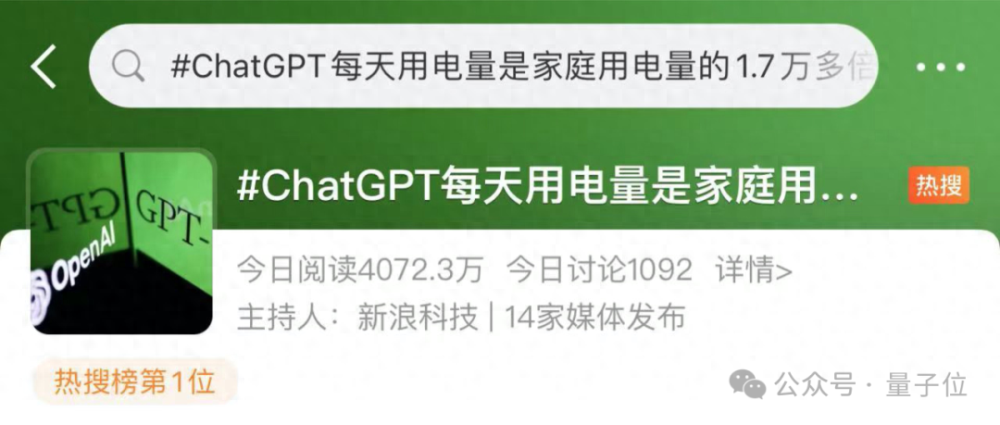 #ChatGPT每天用电量是家庭用电量的1.7万多倍
#ChatGPT每天用电量是家庭用...
热搜
GPT
GPT-
OpenAI
今日阅读4072.3万 今日讨论1092 详情>
主持人：新浪科技 | 14家媒体发布
热搜榜第1位
公众号 · 量子位